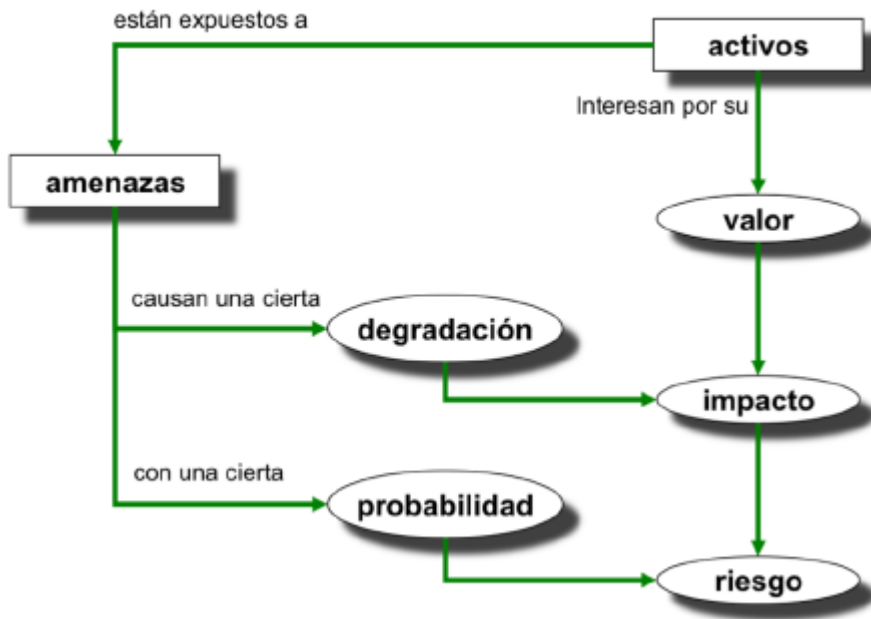 están expuestos a
activos
Interesan por su
amenazas
valor
causan una cierta
degradación
impacto
con una cierta
probabilidad
riesgo